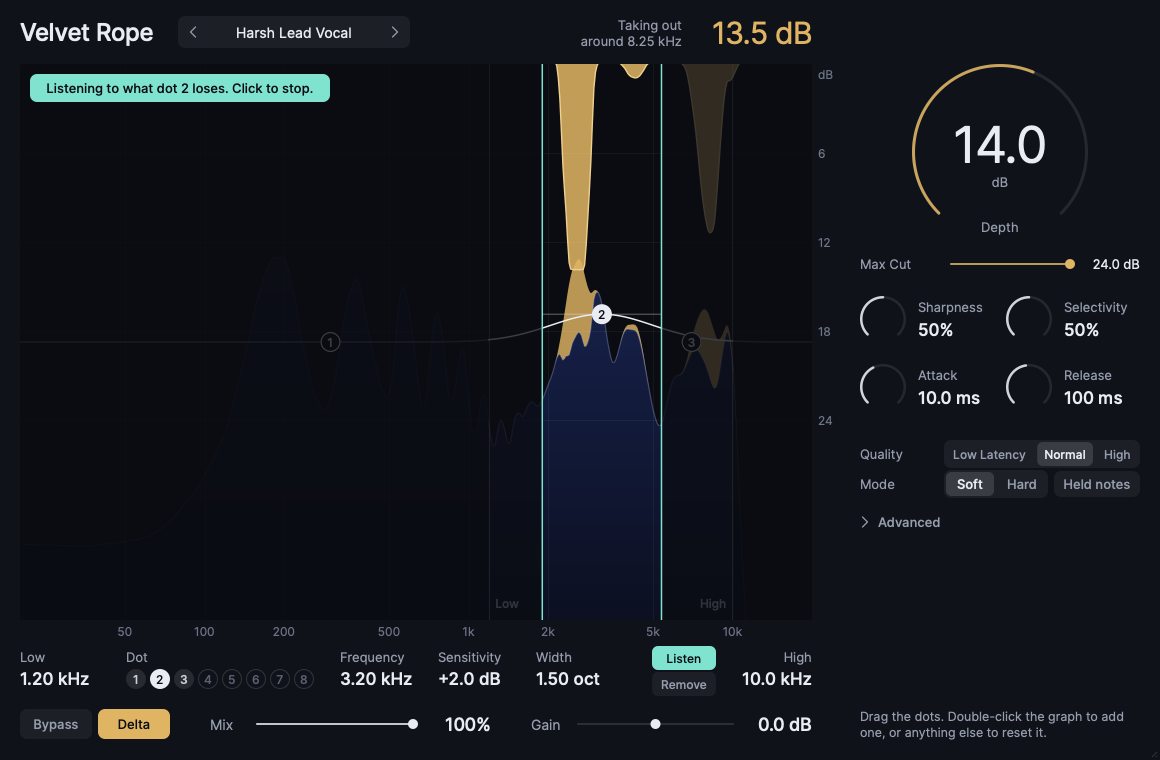 Velvet Rope
Harsh Lead Vocal
Taking out
around 8.25 kHz
13.5 dB
Listening to what dot 2 loses. Click to stop.
dB
6
12
18
24
1
2
3
Low
High
50
100
200
500
1k
2k
5k
10k
14.0
dB
Depth
Max Cut
24.0 dB
Sharpness
50%
Selectivity
50%
Attack
10.0 ms
Release
100 ms
Quality
Low Latency
Normal
High
Mode
Soft
Hard
Held notes
Advanced
Low
1.20 kHz
Dot
1 2 3 4 5 6 7 8
Frequency
3.20 kHz
Sensitivity
+2.0 dB
Width
1.50 oct
Listen
Remove
High
10.0 kHz
Bypass
Delta
Mix
100%
Gain
0.0 dB
Drag the dots. Double-click the graph to add
one, or anything else to reset it.